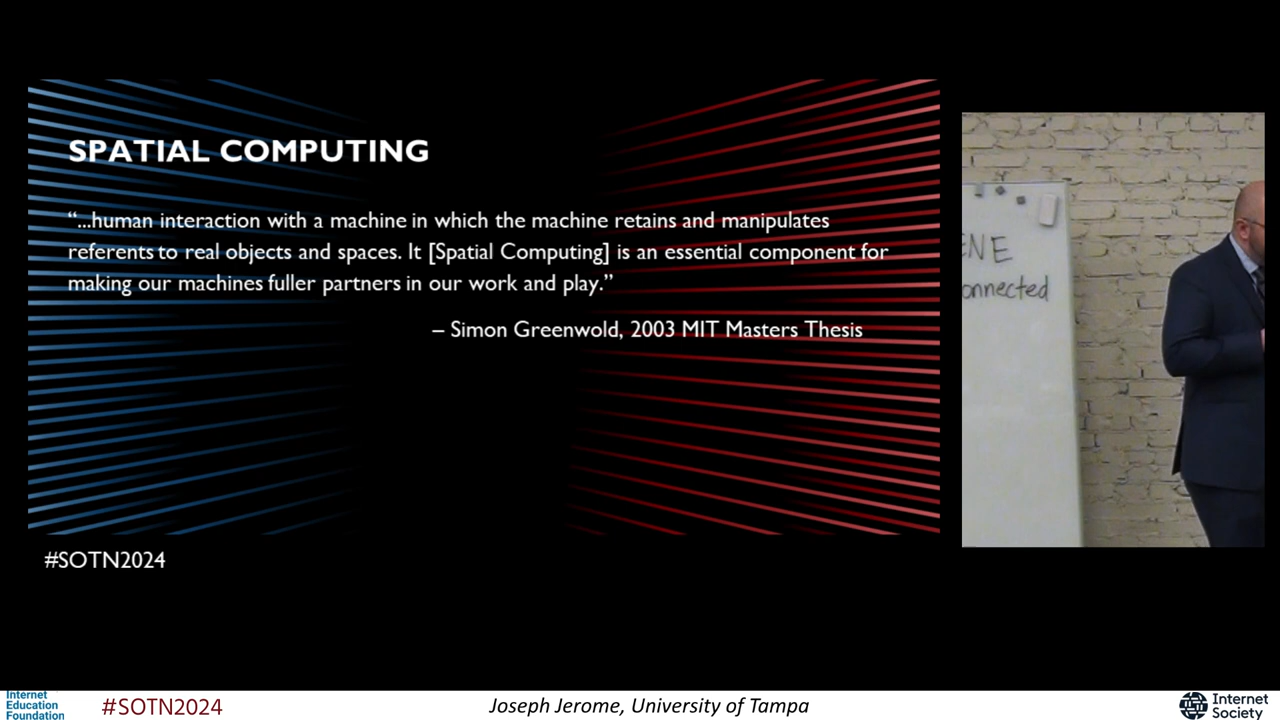 SPATIAL COMPUTING
“...human interaction with a machine in which the machine retains and manipulates
referents to real objects and spaces. It [Spatial Computing] is an essential component for
making our machines fuller partners in our work and play.”
– Simon Greenwold, 2003 MIT Masters Thesis
ENE
onnected
#SOTN2024
Internet
Education
Foundation
#SOTN2024
Joseph Jerome, University of Tampa
Internet
Society